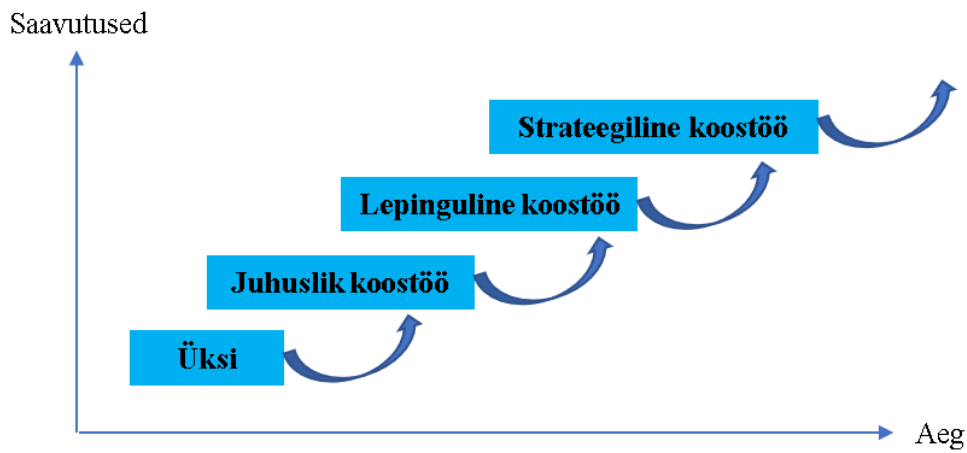 Saavutused
Strateegiline koostöö
Lepinguline koostöö
Juhuslik koostöö
Üksi
Aeg